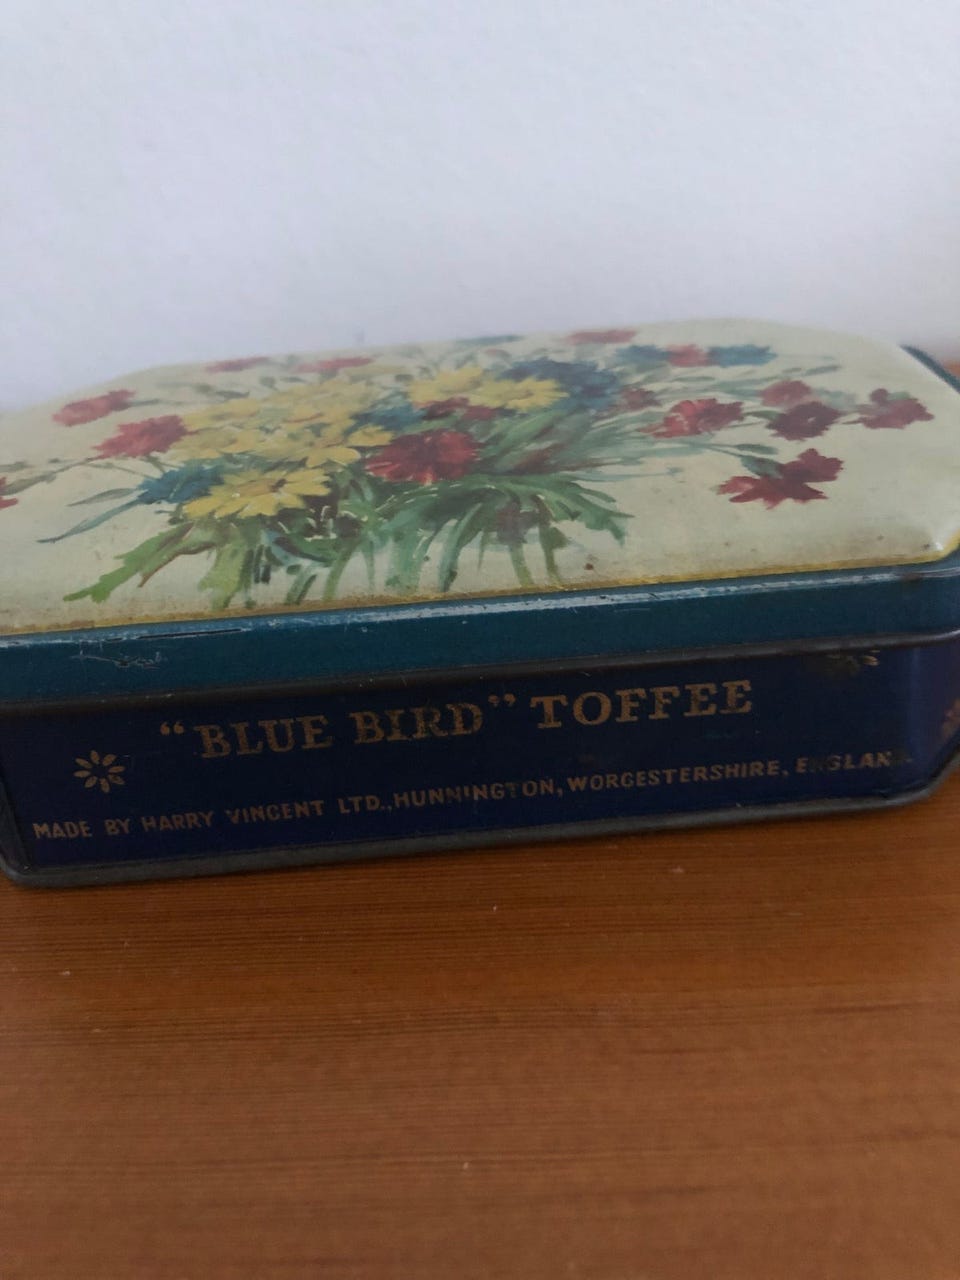 “BLUE BIRD” TOFFEE
MADE BY HARRY VINCENT LTD., HUNNINGTON, WORCESTERSHIRE, ENGLAND.